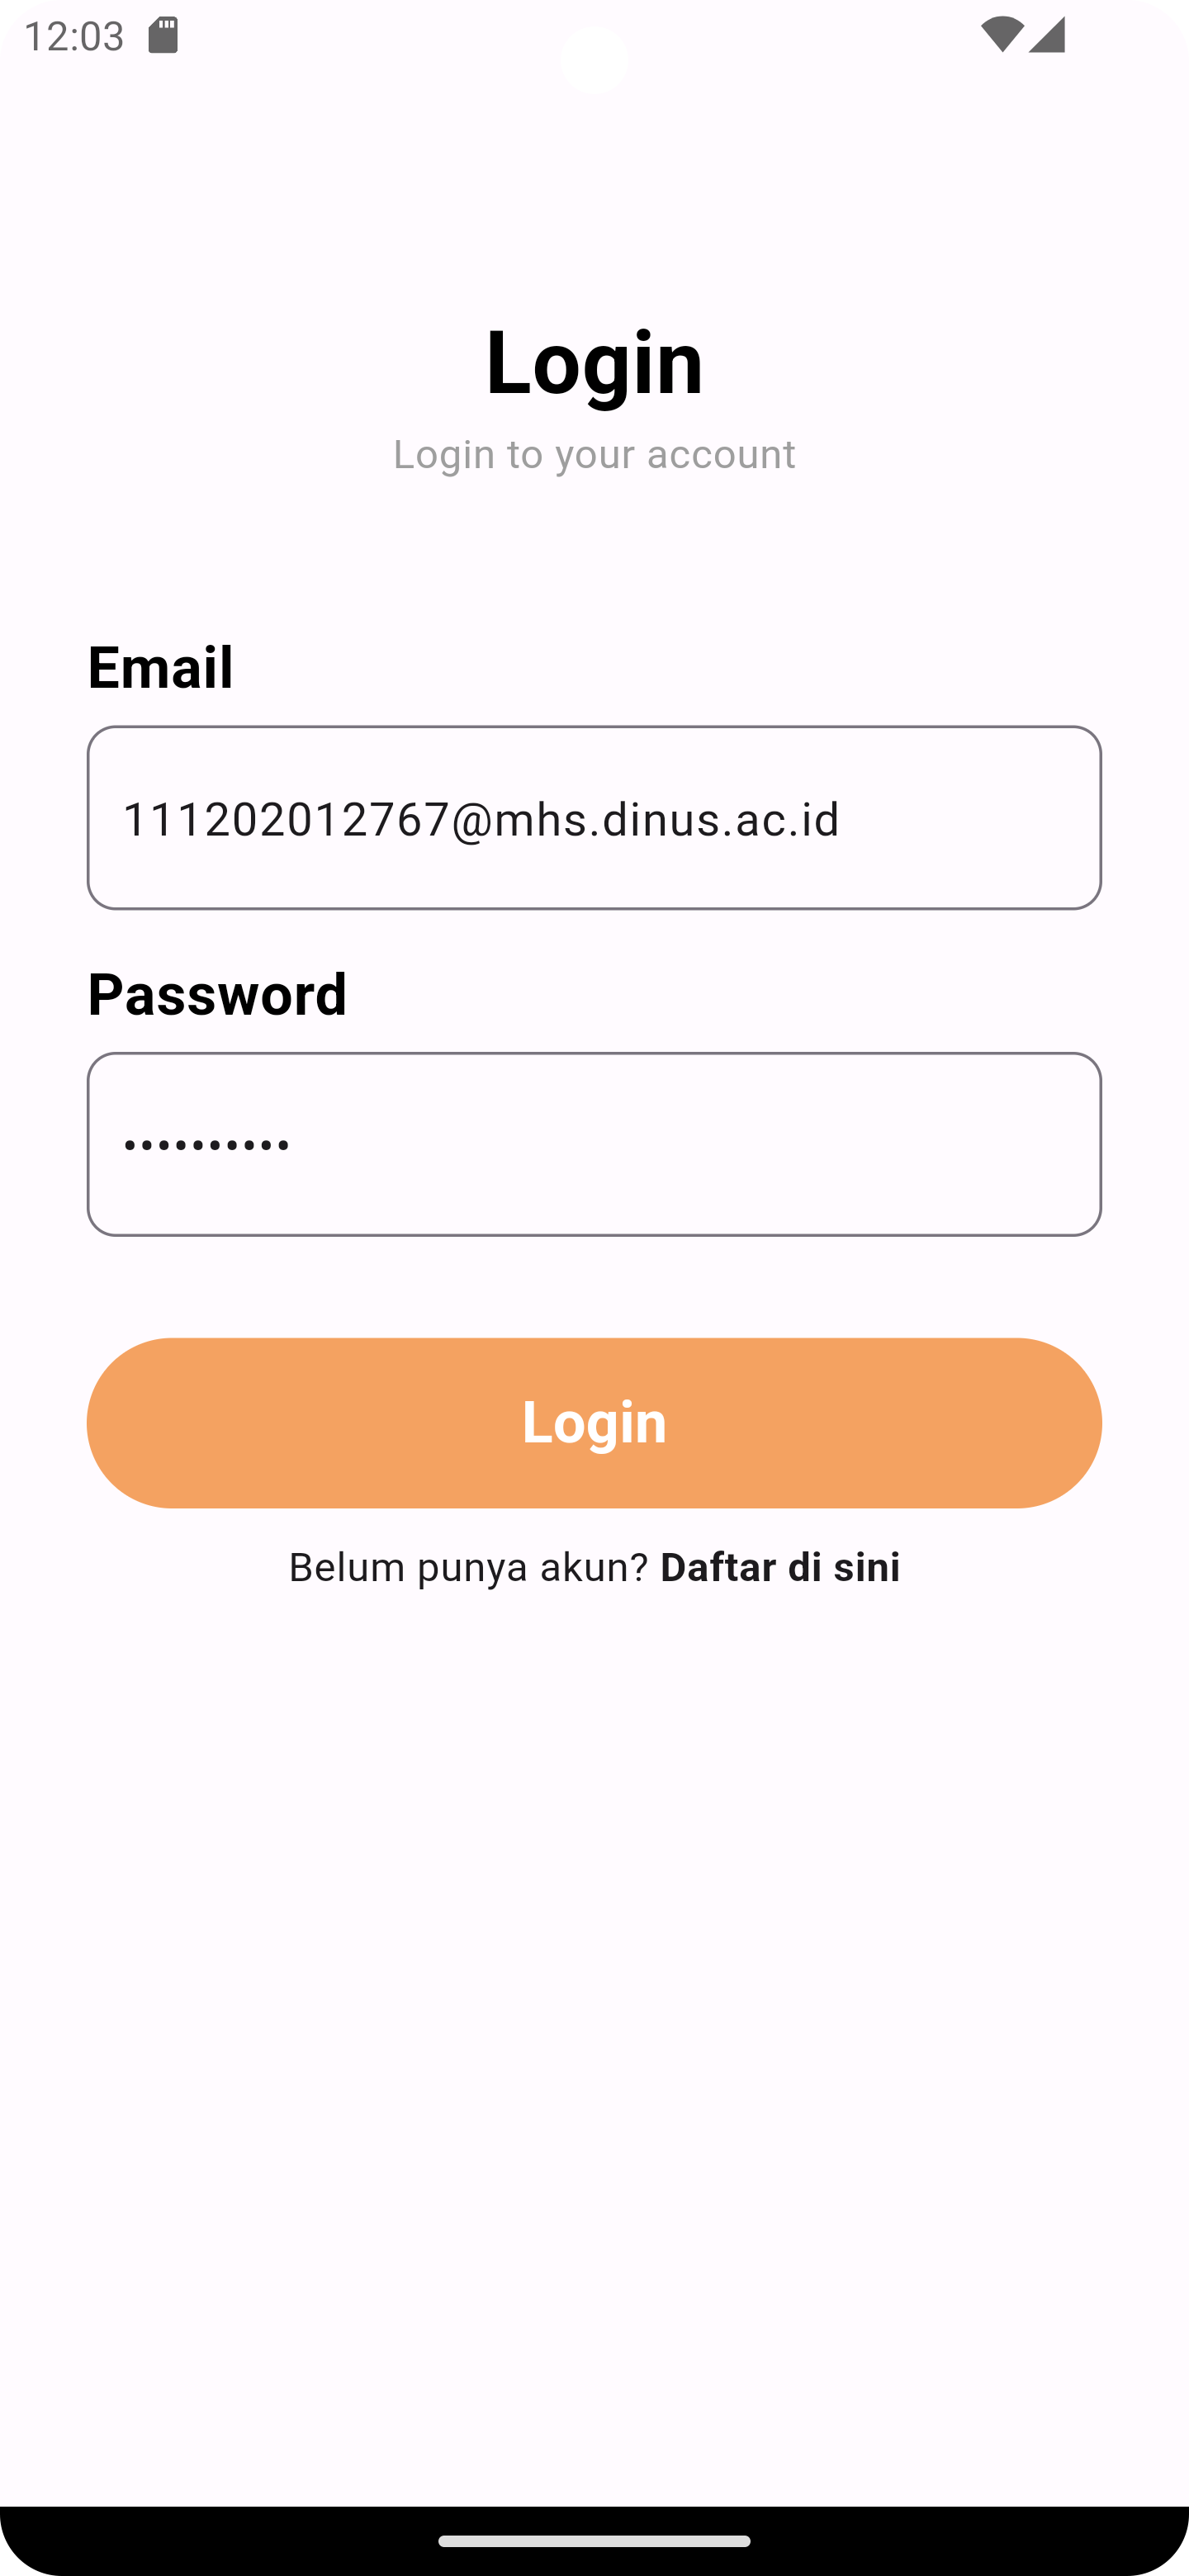 12:03
Login
Login to your account
Email
111202012767@mhs.dinus.ac.id
Password
••••••••••
Login
Belum punya akun? Daftar di sini